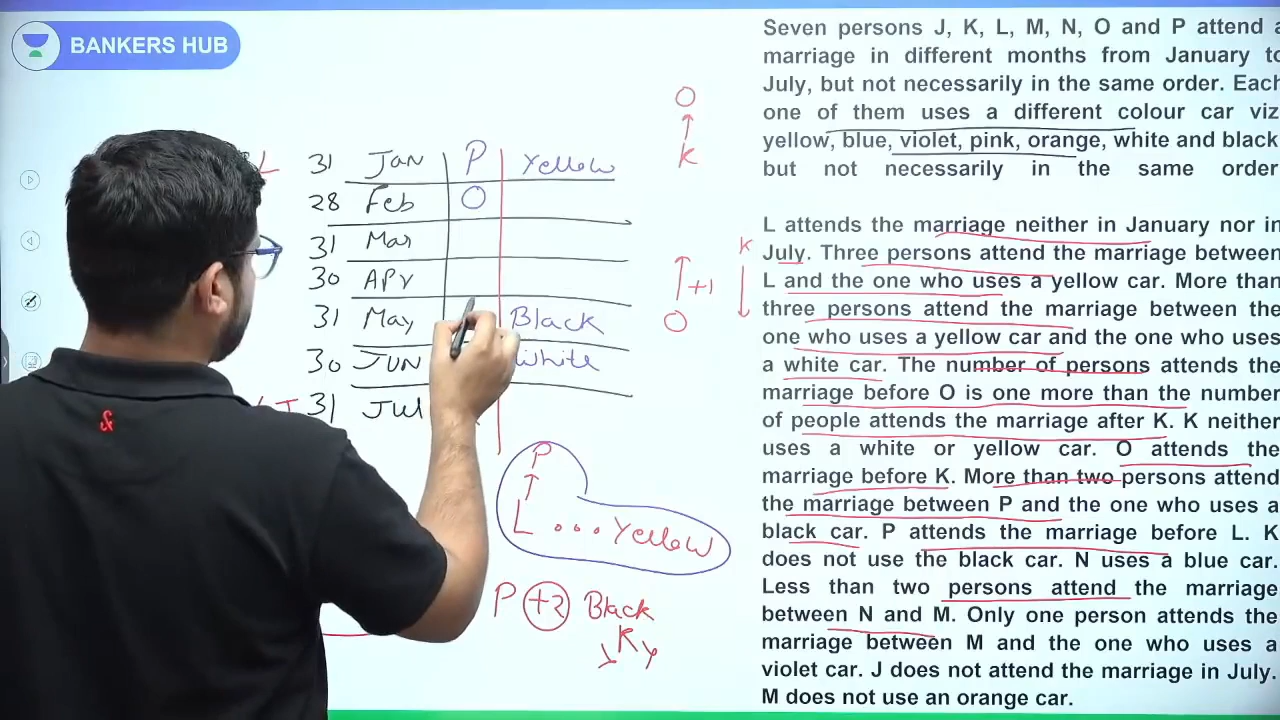 BANKERS HUB
Seven persons J, K, L, M, N, O and P attend a
marriage in different months from January to
July, but not necessarily in the same order. Each
one of them uses a different colour car viz
yellow, blue, violet, pink, orange, white and black
but not necessarily in the same order
L attends the marriage neither in January nor in
July. Three persons attend the marriage between
L and the one who uses a yellow car. More than
three persons attend the marriage between the
one who uses a yellow car and the one who uses
a white car. The number of persons attends the
marriage before O is one more than the number
of people attends the marriage after K. K neither
uses a white or yellow car. O attends the
marriage before K. More than two persons attend
the marriage between P and the one who uses a
black car. P attends the marriage before L. K
does not use the black car. N uses a blue car.
Less than two persons attend the marriage
between N and M. Only one person attends the
marriage between M and the one who uses a
violet car. J does not attend the marriage in July.
M does not use an orange car.
L 31 Jan P Yellow
28 Feb O
31 Mar
30 APr
31 May Black
30 JUN White
31 Jul
O
K
K
+1
O
P
L ... Yellow
P +2 Black
K